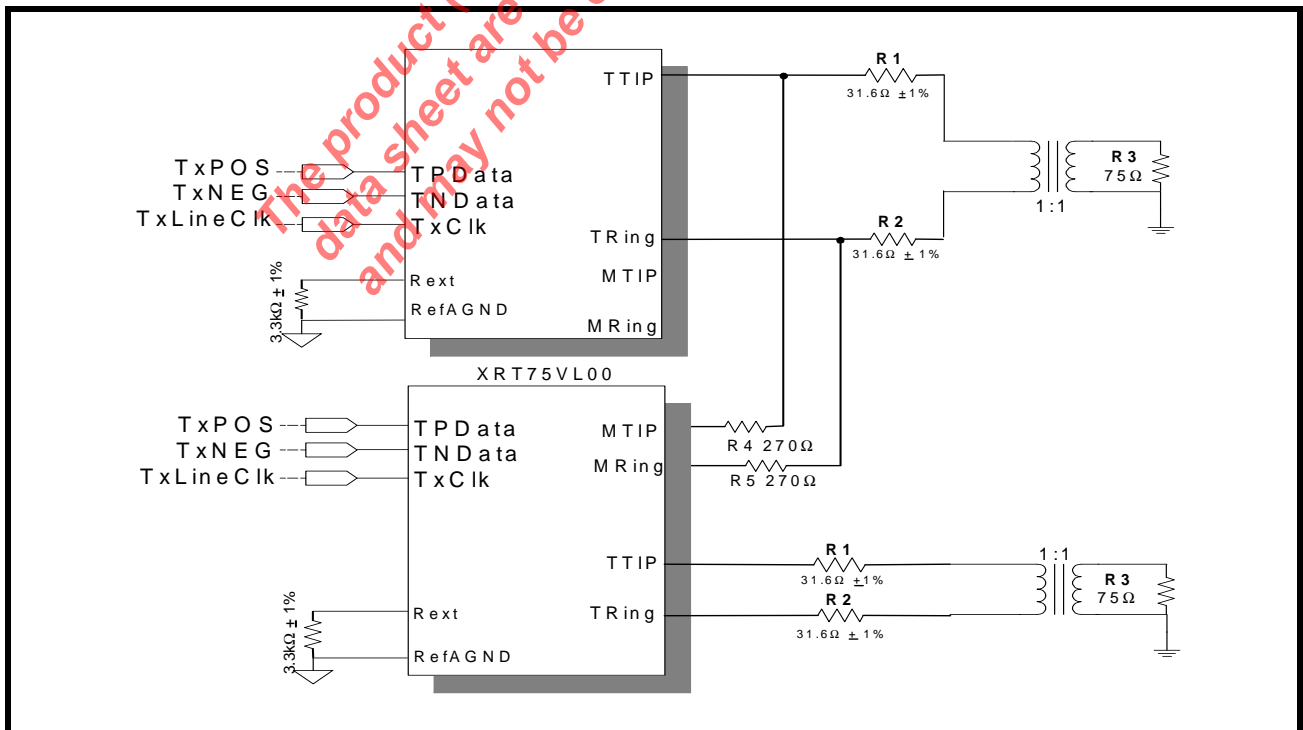 The product
data sheet are
and may not be
TTIP
R1
31.6Ω ±1%
TxPOS
TPData
R3
75Ω
TxNEG
TNData
1:1
TxLineClk
TxClk
R2
TRing
31.6Ω ± 1%
MTIP
Rext
3.3kΩ ± 1%
RefAGND
MRing
XRT75VL00
TxPOS
TPData
MTIP
R4 270Ω
TxNEG
TNData
MRing
TxLineClk
TxClk
R5 270Ω
R1
1:1
TTIP
31.6Ω ±1%
R3
75Ω
R2
Rext
TRing
31.6Ω ± 1%
3.3kΩ ± 1%
RefAGND